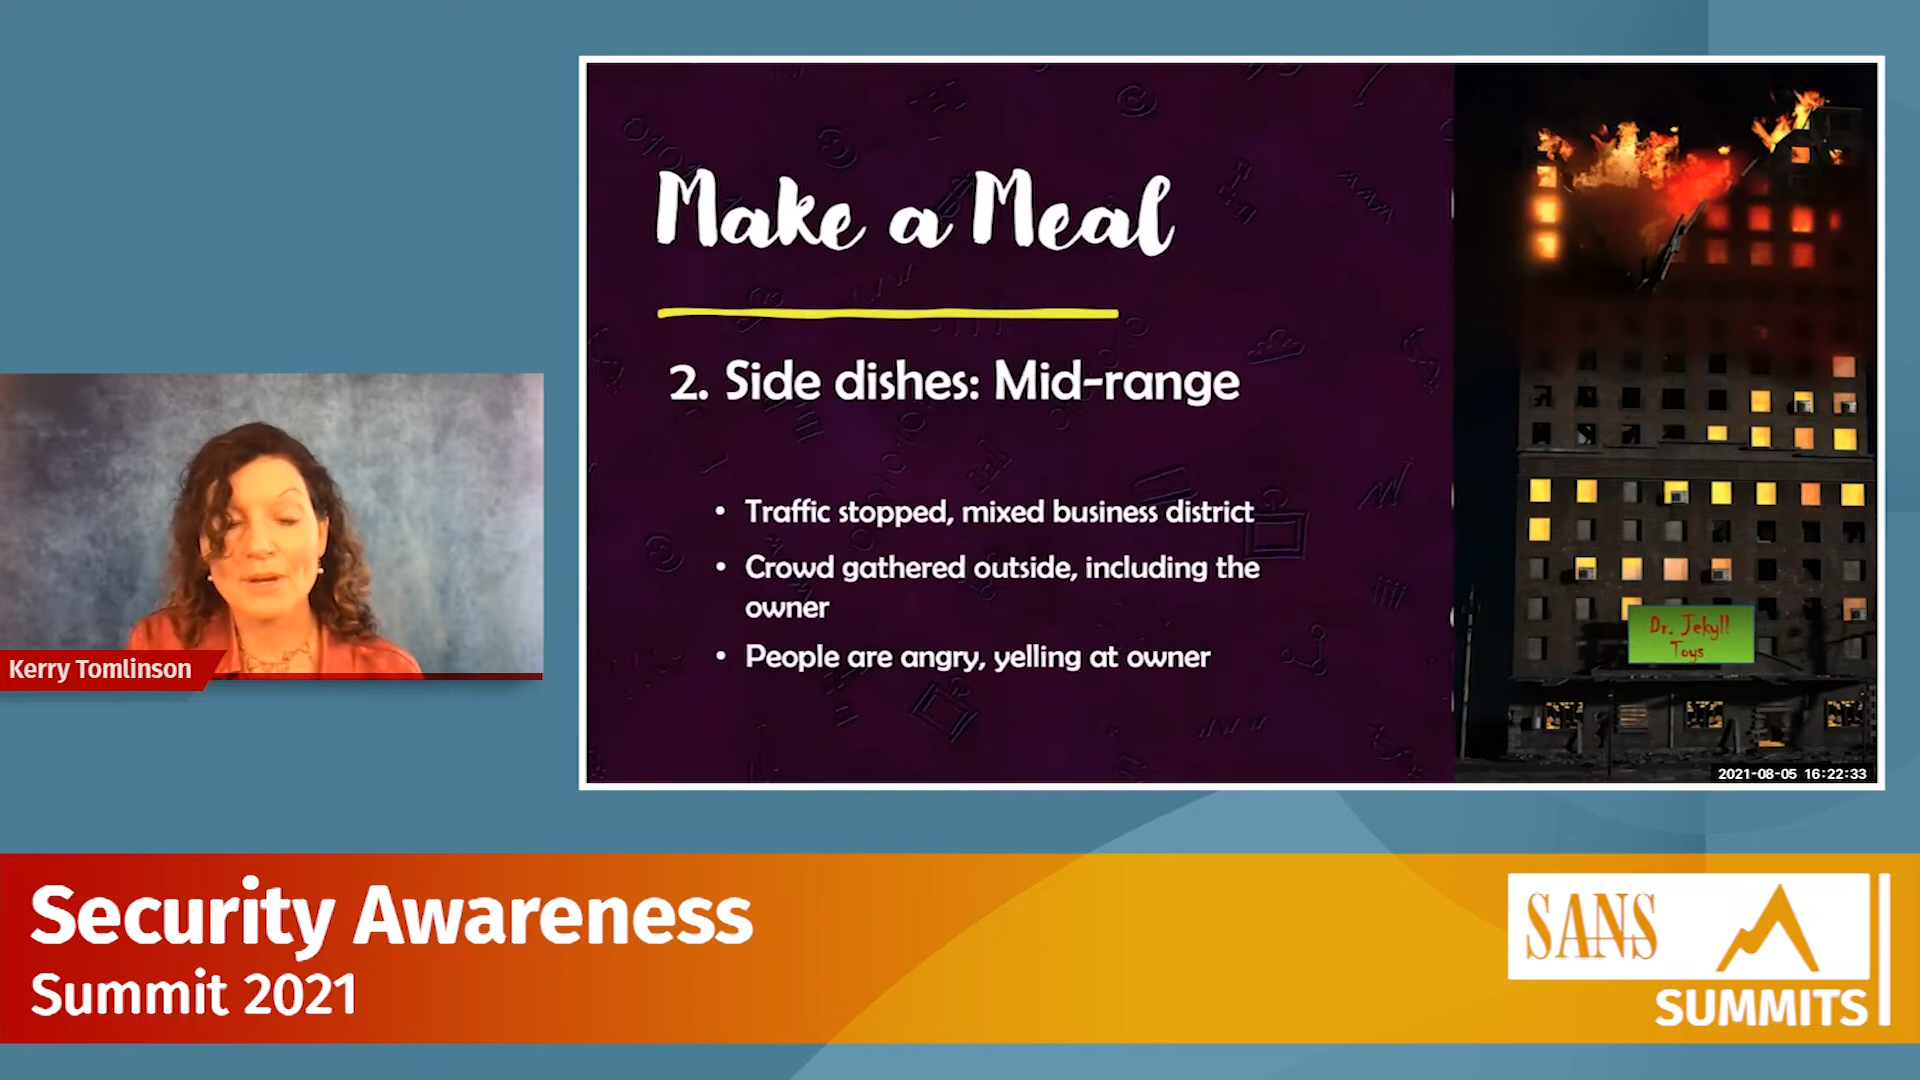 Make a Meal
2. Side dishes: Mid-range
• Traffic stopped, mixed business district
• Crowd gathered outside, including the
owner
• People are angry, yelling at owner
Dr. Jekyll
Toys
2021-08-05 16:22:33
Kerry Tomlinson
Security Awareness
Summit 2021
SANS
SUMMITS